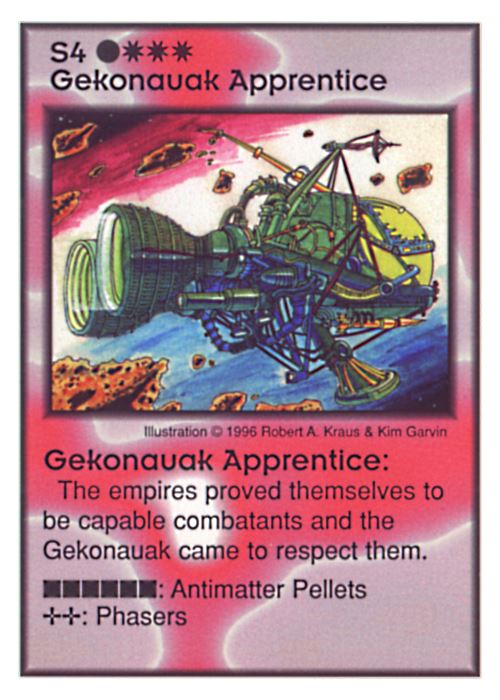 S4
Gekonauak Apprentice
Illustration © 1996 Robert A. Kraus & Kim Garvin
Gekonauak Apprentice:
The empires proved themselves to
be capable combatants and the
Gekonauak came to respect them.
: Antimatter Pellets
: Phasers